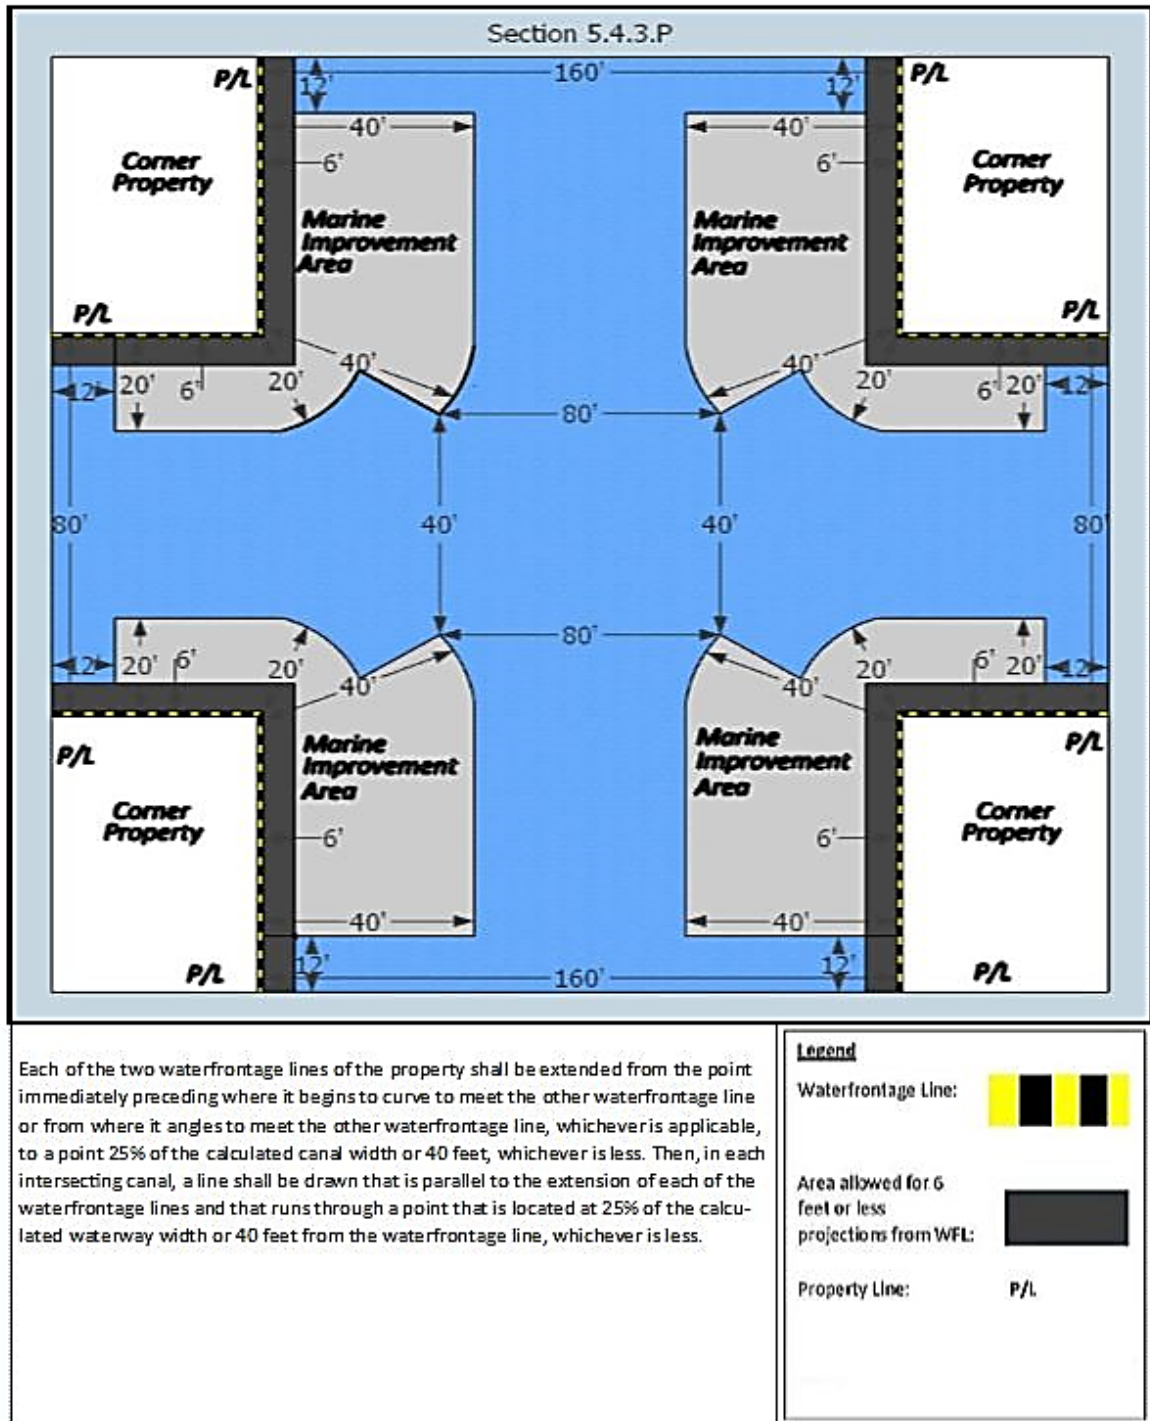 Section 5.4.3.P
P/L 12' 160' 12' P/L
40' 40'
Corner
Property
6' 6'
Corner
Property
Marine
Improvement
Area
Marine
Improvement
Area
P/L P/L
40' 40'
12' 20' 6' 20' 20' 6' 20' 12'
80'
80' 40' 40' 80'
80'
12' 20' 6' 20' 20' 6' 20' 12'
40' 40'
P/L P/L
Marine
Improvement
Area
Marine
Improvement
Area
Corner
Property
6' 6'
Corner
Property
40' 40'
P/L 12' 160' 12' P/L
Each of the two waterfrontage lines of the property shall be extended from the point
immediately preceding where it begins to curve to meet the other waterfrontage line
or from where it angles to meet the other waterfrontage line, whichever is applicable,
to a point 25% of the calculated canal width or 40 feet, whichever is less. Then, in each
intersecting canal, a line shall be drawn that is parallel to the extension of each of the
waterfrontage lines and that runs through a point that is located at 25% of the calcu-
lated waterway width or 40 feet from the waterfrontage line, whichever is less.
Legend
Waterfrontage Line:
Area allowed for 6
feet or less
projections from WFL:
Property Line: P/L